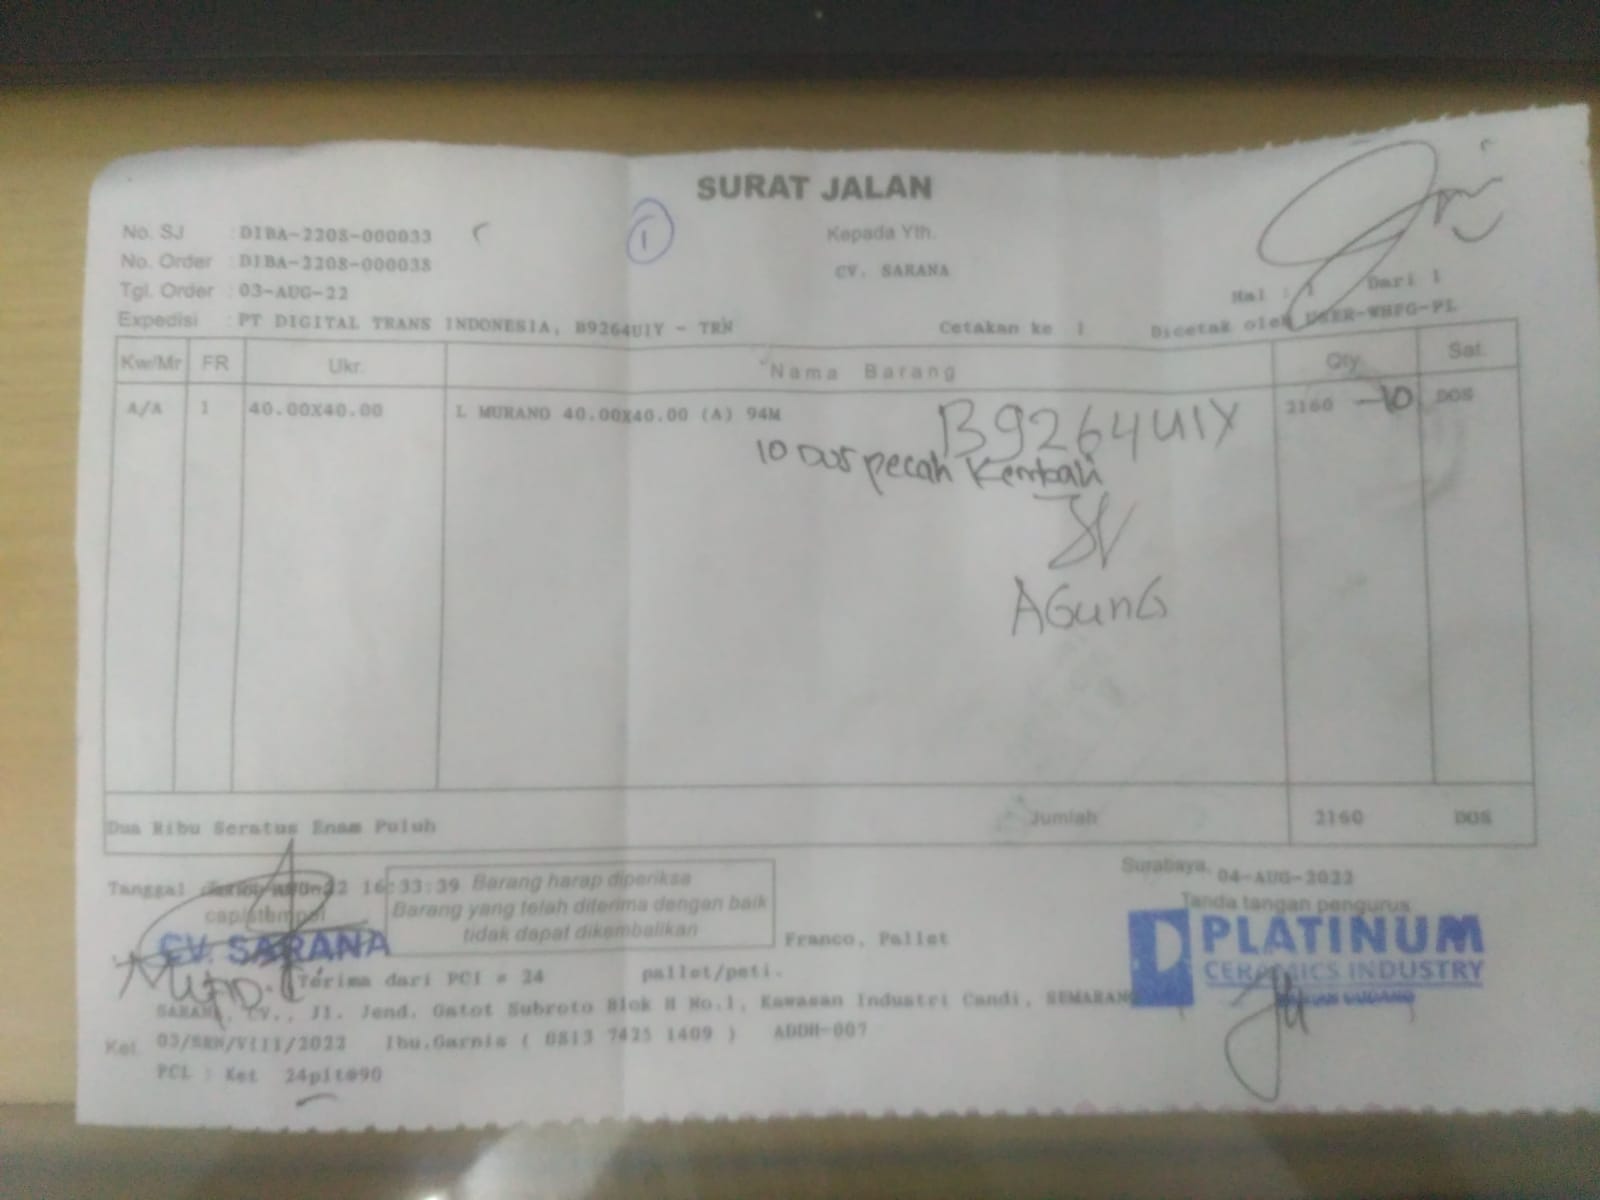 SURAT JALAN
No. SJ : DIBA-2208-000033
No. Order : DIBA-2208-000038
Tgl. Order : 03-AUG-22
Expedisi : PT DIGITAL TRANS INDONESIA, B9264UIY - TRN
1
Kepada Yth.
CV. SARANA
Hal : 1 Dari 1
Cetakan ke 1 Dicetak oleh USER-WHFG-PL
Kw/Mr FR Ukr. Nama Barang Qty Sat.
A/A 1 40.00X40.00 L MURANO 40.00X40.00 (A) 94M 2160 -10 DOS
B9264UIY
10 Dus pecah Kembali
AGunG
Dua Ribu Seratus Enam Puluh Jumlah 2160 DOS
Tanggal 16:33:39
cap/stempel
CV. SARANA
Barang harap diperiksa
Barang yang telah diterima dengan baik
tidak dapat dikembalikan
Surabaya, 04-AUG-2022
Tanda tangan pengurus
PLATINUM
CERAMICS INDUSTRY
Franco, Pallet
Terima dari PCI = 24 pallet/peti.
SARANA, CV., Jl. Jend. Gatot Subroto Blok H No.1, Kawasan Industri Candi, SEMARANG
Ket. 03/SRN/VIII/2022 Ibu.Garnis ( 0813 7425 1409 ) ADDH-007
PCL : Ket 24plt@90